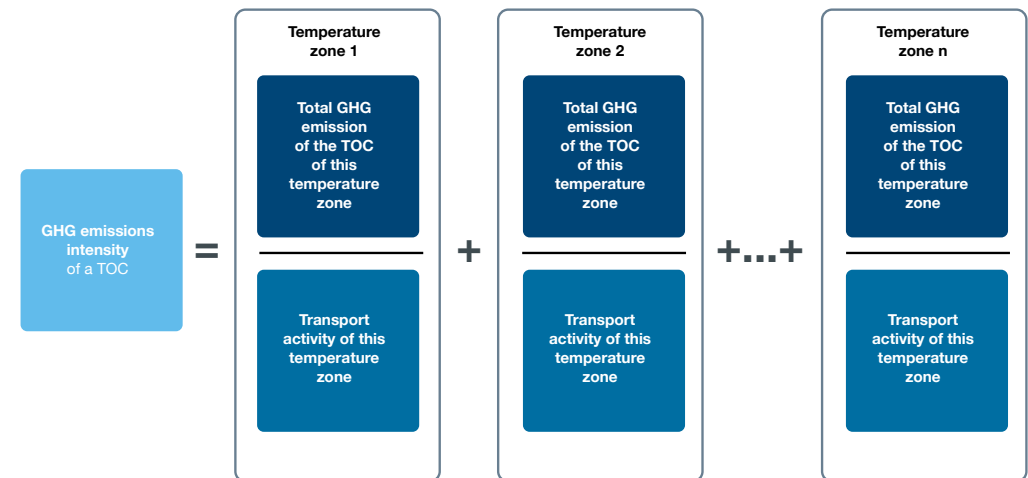 GHG emissions
intensity
of a TOC
=
Temperature
zone 1
Total GHG
emission
of the TOC
of this
temperature
zone
Transport
activity of this
temperature
zone
+
Temperature
zone 2
Total GHG
emission
of the TOC
of this
temperature
zone
Transport
activity of this
temperature
zone
+...+
Temperature
zone n
Total GHG
emission
of the TOC
of this
temperature
zone
Transport
activity of this
temperature
zone